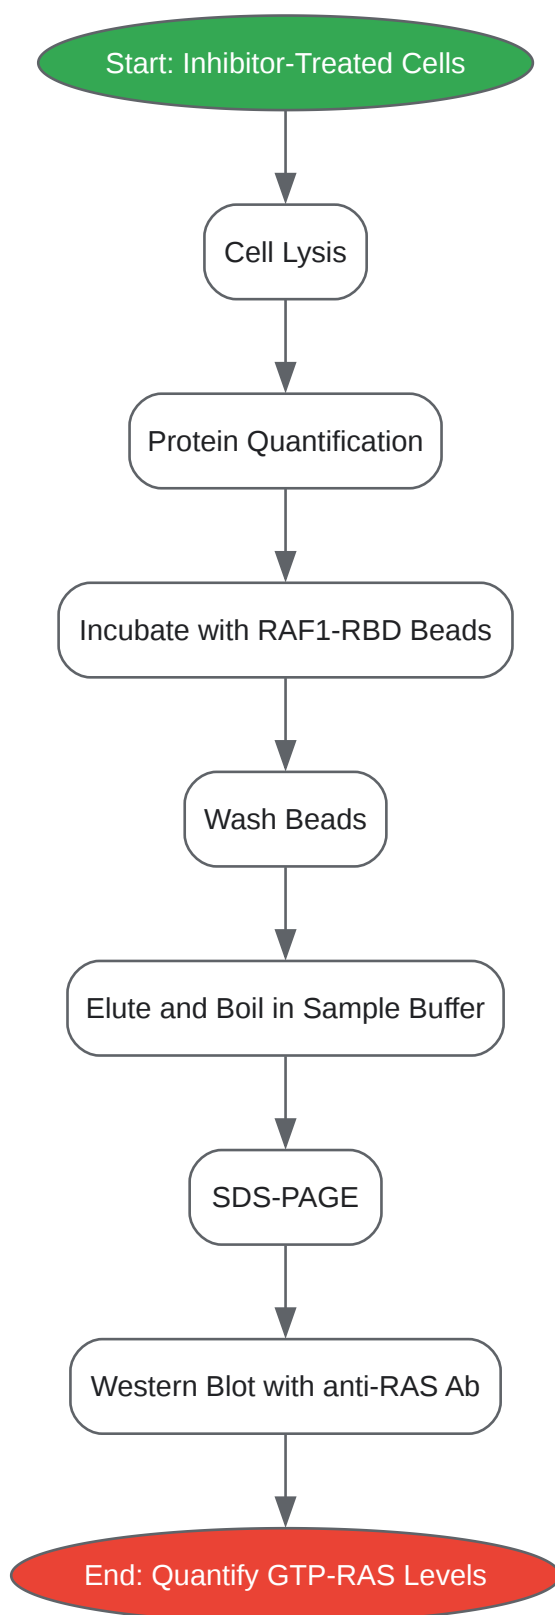 Start: Inhibitor-Treated Cells
Cell Lysis
Protein Quantification
Incubate with RAF1-RBD Beads
Wash Beads
Elute and Boil in Sample Buffer
SDS-PAGE
Western Blot with anti-RAS Ab
End: Quantify GTP-RAS Levels